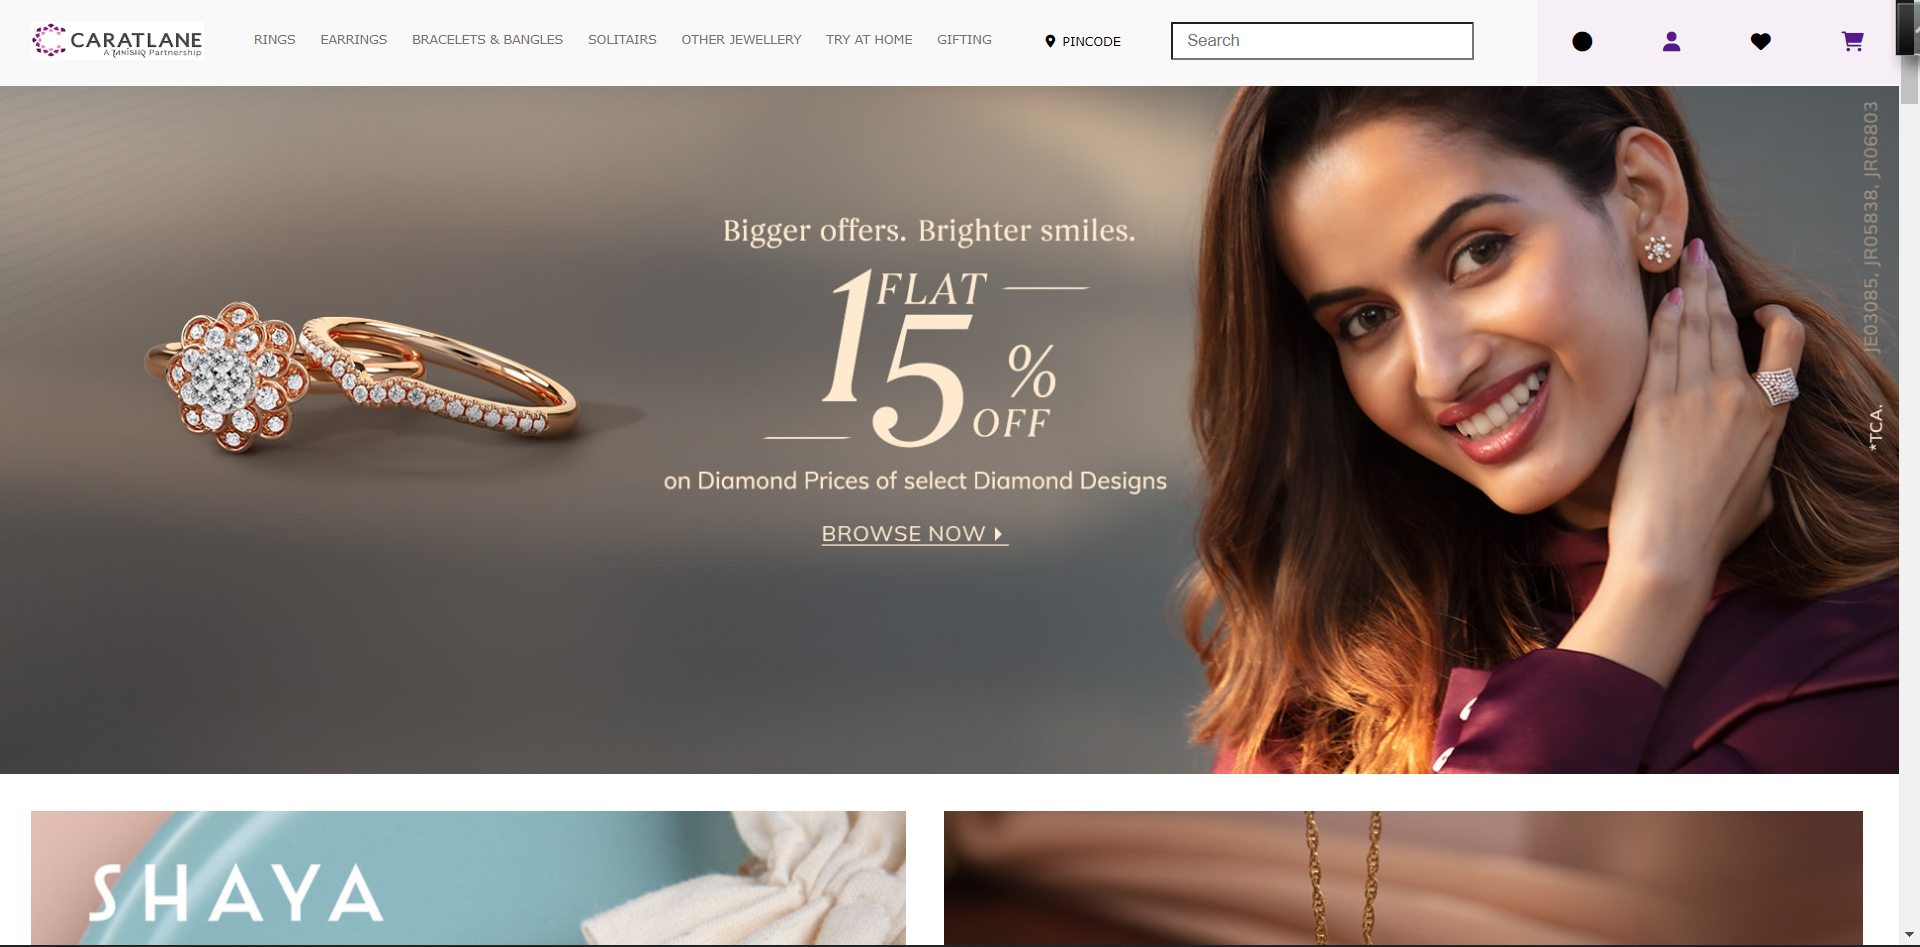 CARATLANE
A TANISHQ Partnership
RINGS
EARRINGS
BRACELETS & BANGLES
SOLITAIRS
OTHER JEWELLERY
TRY AT HOME
GIFTING
PINCODE
Search
Bigger offers. Brighter smiles.
FLAT
15
%
OFF
on Diamond Prices of select Diamond Designs
BROWSE NOW
JE03085, JR05838, JR06803
*TCA.
SHAYA